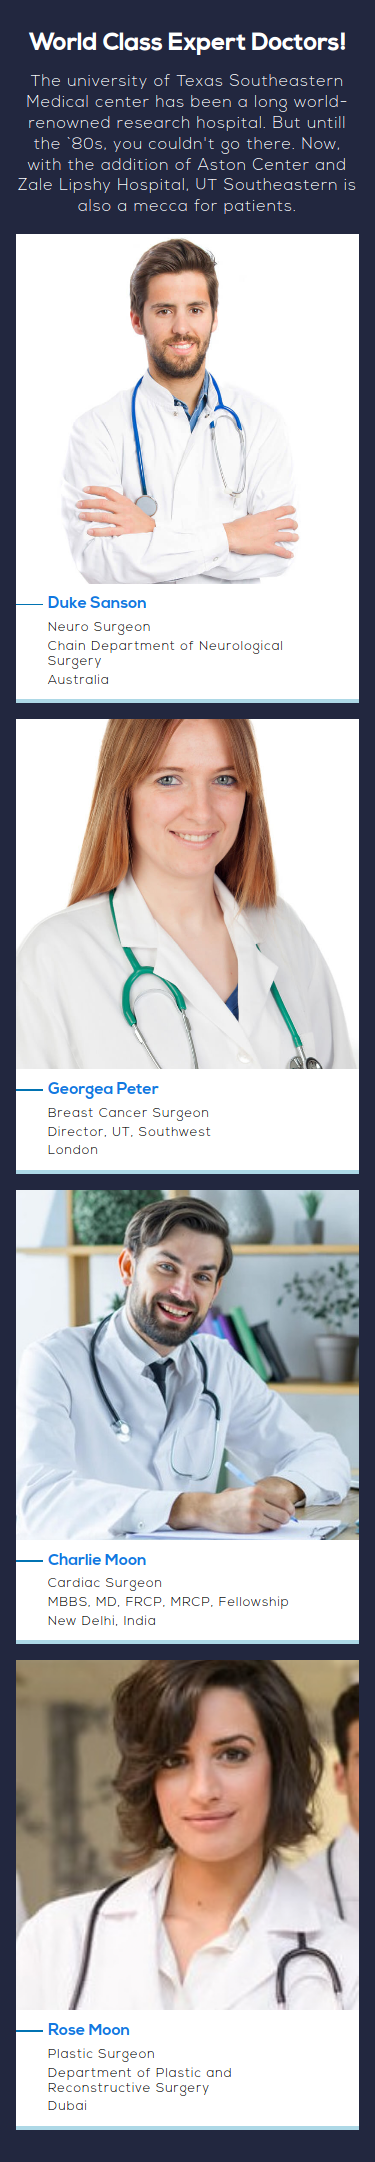 World Class Expert Doctors!
The university of Texas Southeastern
Medical center has been a long world-
renowned research hospital. But untill
the `80s, you couldn't go there. Now,
with the addition of Aston Center and
Zale Lipshy Hospital, UT Southeastern is
also a mecca for patients.
Duke Sanson
Neuro Surgeon
Chain Department of Neurological
Surgery
Australia
Georgea Peter
Breast Cancer Surgeon
Director, UT, Southwest
London
Charlie Moon
Cardiac Surgeon
MBBS, MD, FRCP, MRCP, Fellowship
New Delhi, India
Rose Moon
Plastic Surgeon
Department of Plastic and
Reconstructive Surgery
Dubai